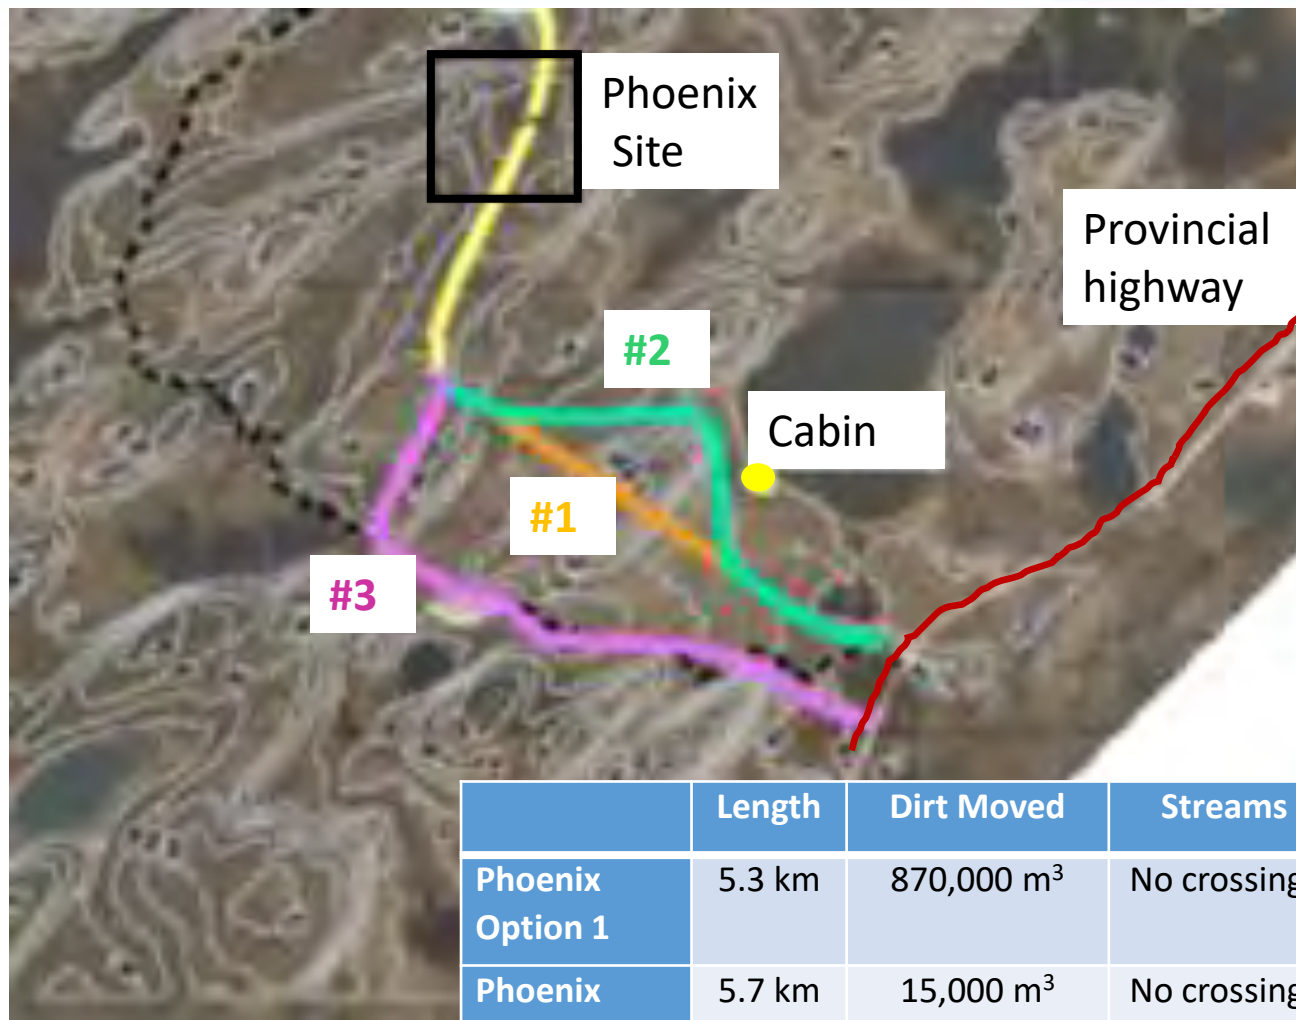 Phoenix
Site
Provincial
highway
#2
Cabin
#1
#3
Length Dirt Moved Streams
Phoenix
Option 1 5.3 km 870,000 m³ No crossing
Phoenix 5.7 km 15,000 m³ No crossing